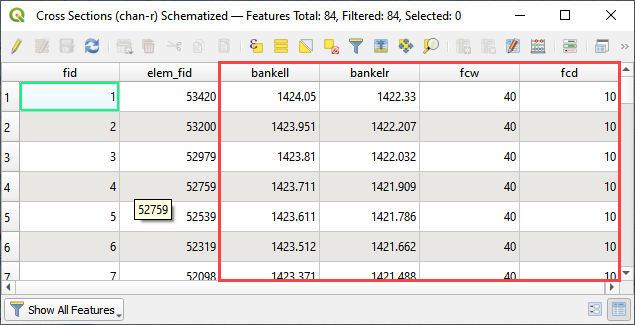 Cross Sections (chan-r) Schematized — Features Total: 84, Filtered: 84, Selected: 0
fid elem_fid bankell bankelr fcw fcd
1 1 53420 1424.05 1422.33 40 10
2 2 53200 1423.951 1422.207 40 10
3 3 52979 1423.81 1422.032 40 10
4 4 52759 1423.711 1421.909 40 10
52759
5 5 52539 1423.611 1421.786 40 10
6 6 52319 1423.512 1421.662 40 10
7 7 52098 1423.371 1421.488 40 10
Show All Features